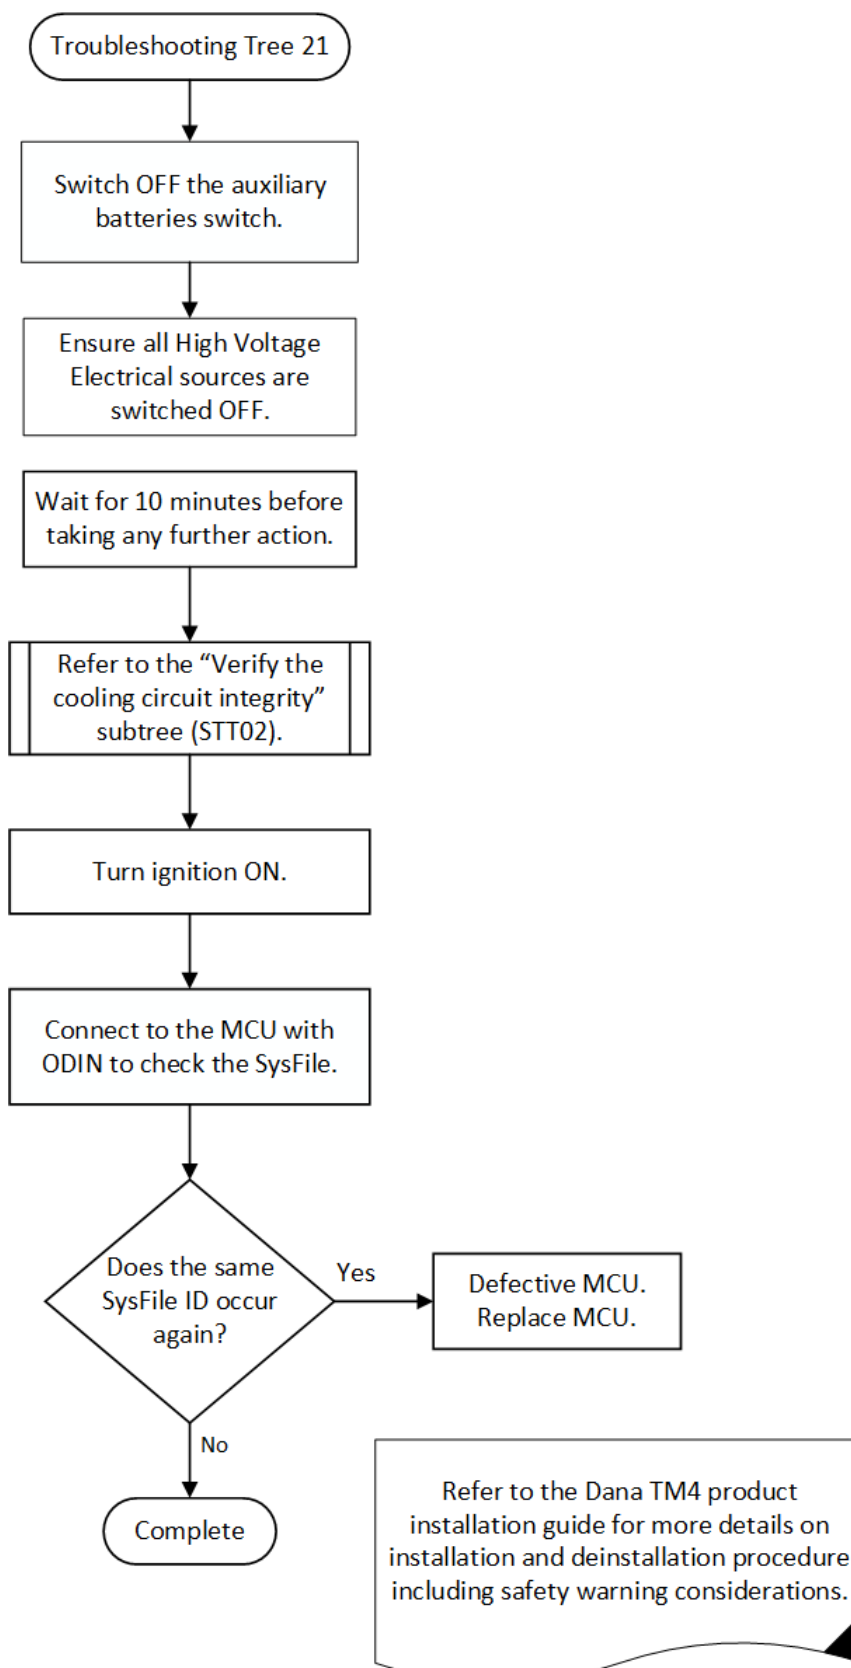 Troubleshooting Tree 21
Switch OFF the auxiliary
batteries switch.
Ensure all High Voltage
Electrical sources are
switched OFF.
Wait for 10 minutes before
taking any further action.
Refer to the “Verify the
cooling circuit integrity”
subtree (STT02).
Turn ignition ON.
Connect to the MCU with
ODIN to check the SysFile.
Does the same
SysFile ID occur
again?
Yes
Defective MCU.
Replace MCU.
No
Complete
Refer to the Dana TM4 product
installation guide for more details on
installation and deinstallation procedure
including safety warning considerations.